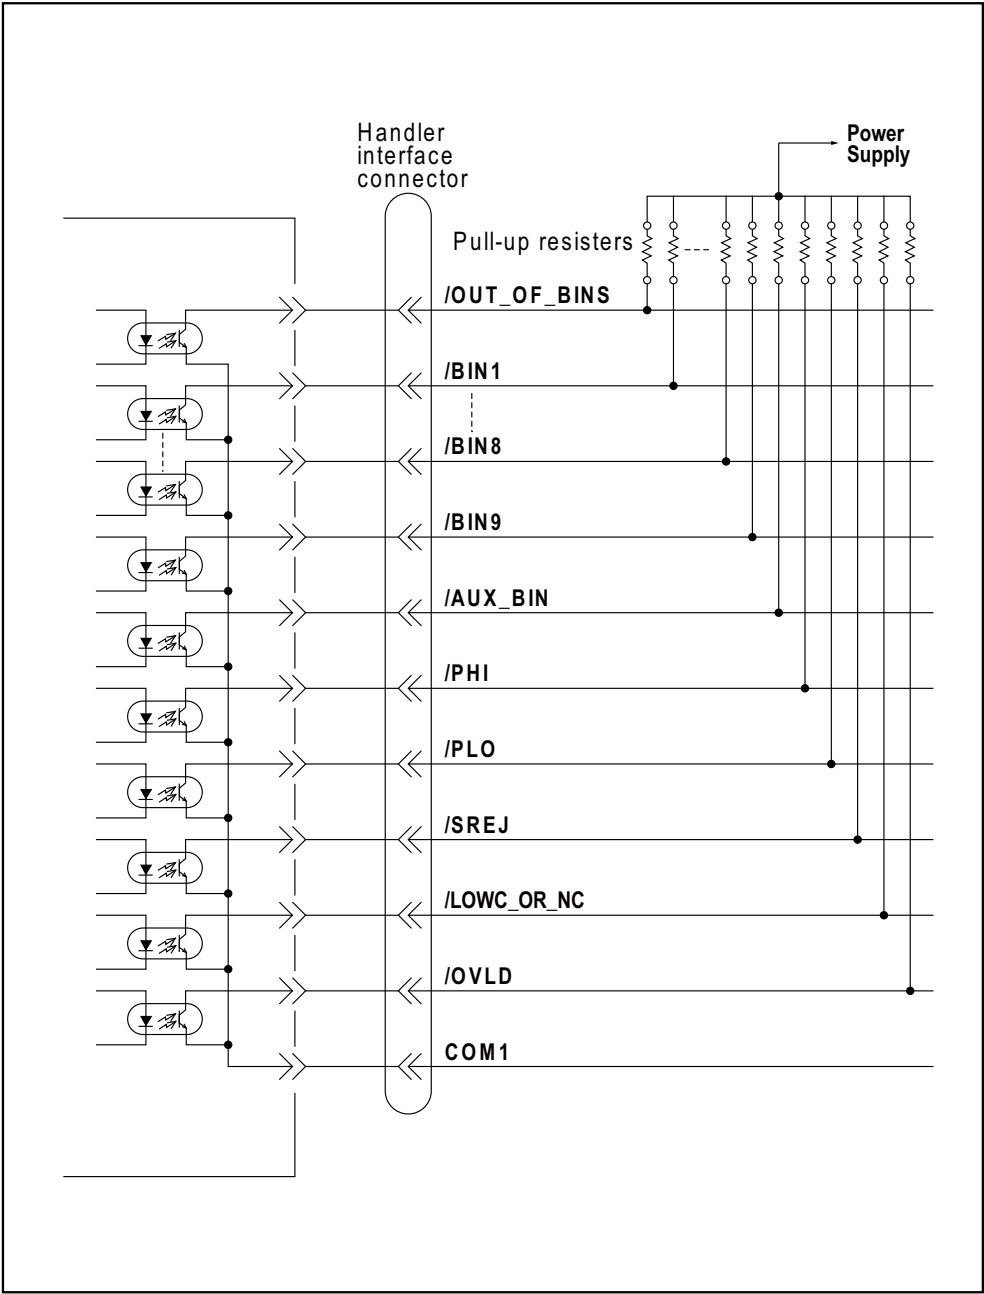 Handler
interface
connector
Power
Supply
Pull-up resisters
/OUT_OF_BINS
/BIN1
/BIN8
/BIN9
/AUX_BIN
/PHI
/PLO
/SREJ
/LOWC_OR_NC
/OVLD
COM1